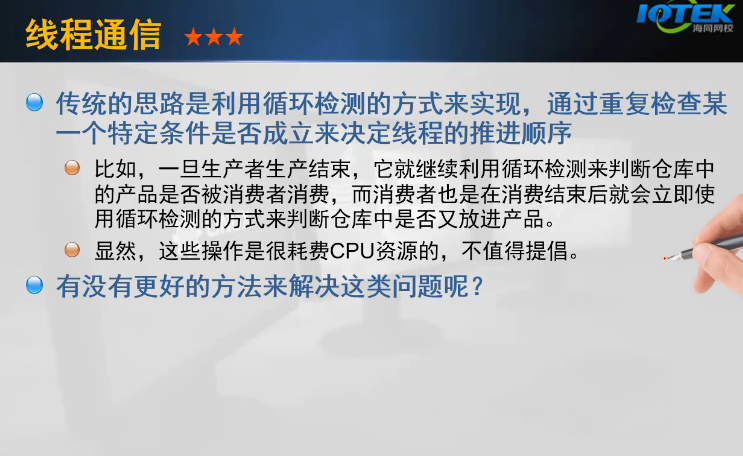 线程通信 ★★★
IOTEK
海同网校
传统的思路是利用循环检测的方式来实现，通过重复检查某
一个特定条件是否成立来决定线程的推进顺序
比如，一旦生产者生产结束，它就继续利用循环检测来判断仓库中
的产品是否被消费者消费，而消费者也是在消费结束后就会立即使
用循环检测的方式来判断仓库中是否又放进产品。
显然，这些操作是很耗费CPU资源的，不值得提倡。
有没有更好的方法来解决这类问题呢？